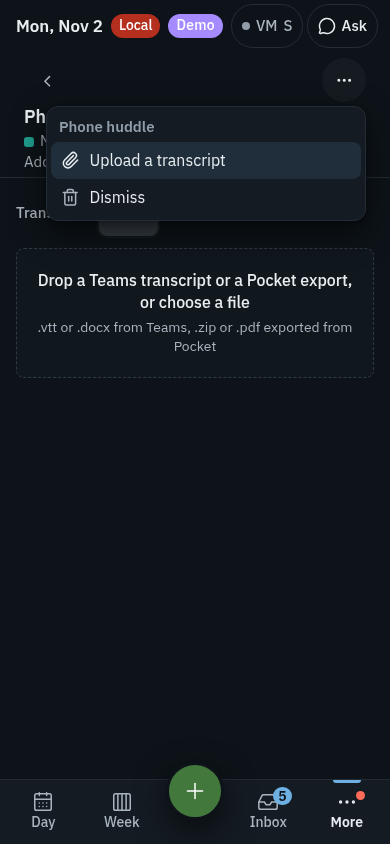 Mon, Nov 2
Local
Demo
VM S
Ask
Phone huddle
Upload a transcript
Dismiss
Drop a Teams transcript or a Pocket export,
or choose a file
.vtt or .docx from Teams, .zip or .pdf exported from
Pocket
Day
Week
Inbox
5
More